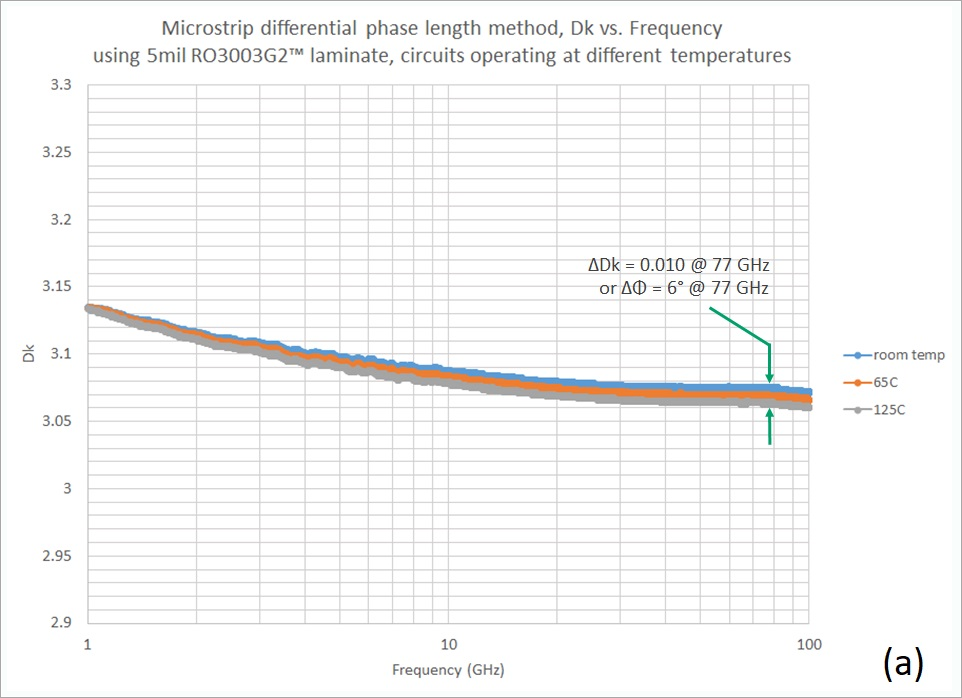 Microstrip differential phase length method, Dk vs. Frequency
using 5mil RO3003G2™ laminate, circuits operating at different temperatures
3.3
3.25
3.2
3.15
3.1
3.05
3
2.95
2.9
Dk
ΔDk = 0.010 @ 77 GHz
or ΔΦ = 6° @ 77 GHz
room temp
65C
125C
1
10
100
Frequency (GHz)
(a)